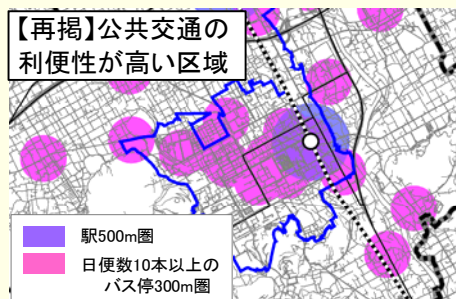 【再掲】公共交通の
利便性が高い区域
駅500m圏
日便数10本以上の
バス停300m圏